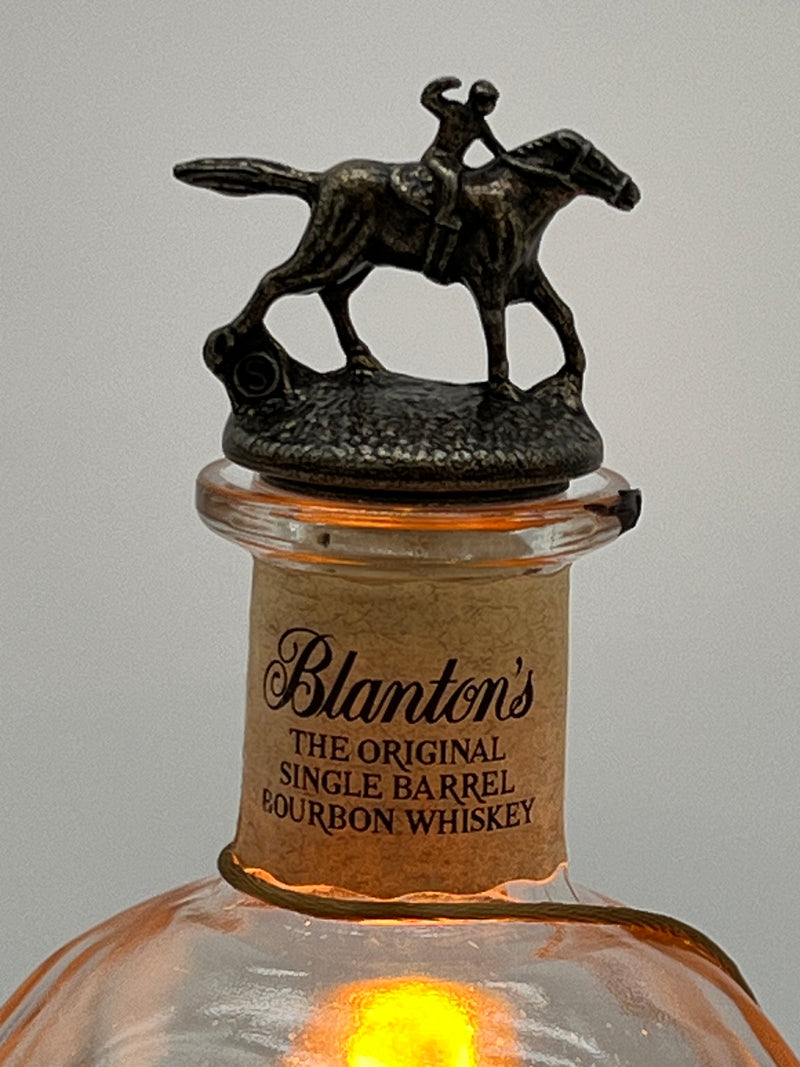 S
Blanton's
THE ORIGINAL
SINGLE BARREL
BOURBON WHISKEY